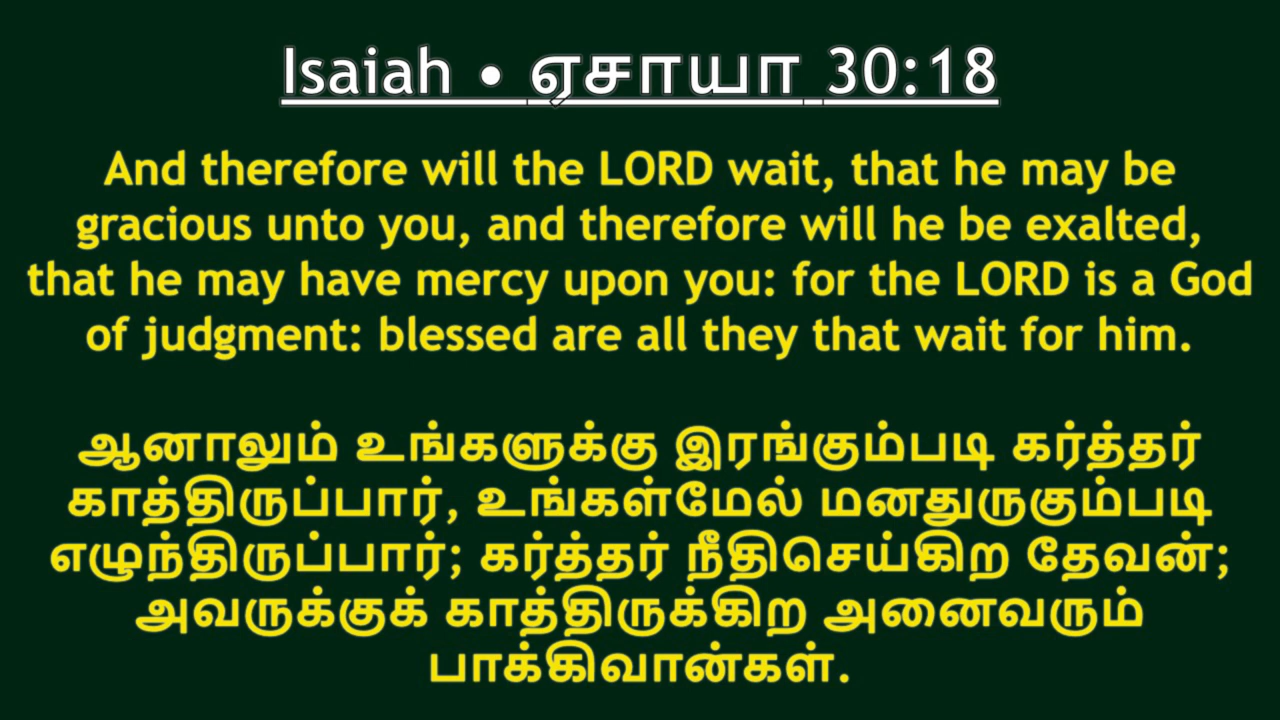 Isaiah • ஏசாயா 30:18
And therefore will the LORD wait, that he may be
gracious unto you, and therefore will he be exalted,
that he may have mercy upon you: for the LORD is a God
of judgment: blessed are all they that wait for him.
ஆனாலும் உங்களுக்கு இரங்கும்படி கர்த்தர்
காத்திருப்பார், உங்கள்மேல் மனதுருகும்படி
எழுந்திருப்பார்; கர்த்தர் நீதிசெய்கிற தேவன்;
அவருக்குக் காத்திருக்கிற அனைவரும்
பாக்கிவான்கள்.